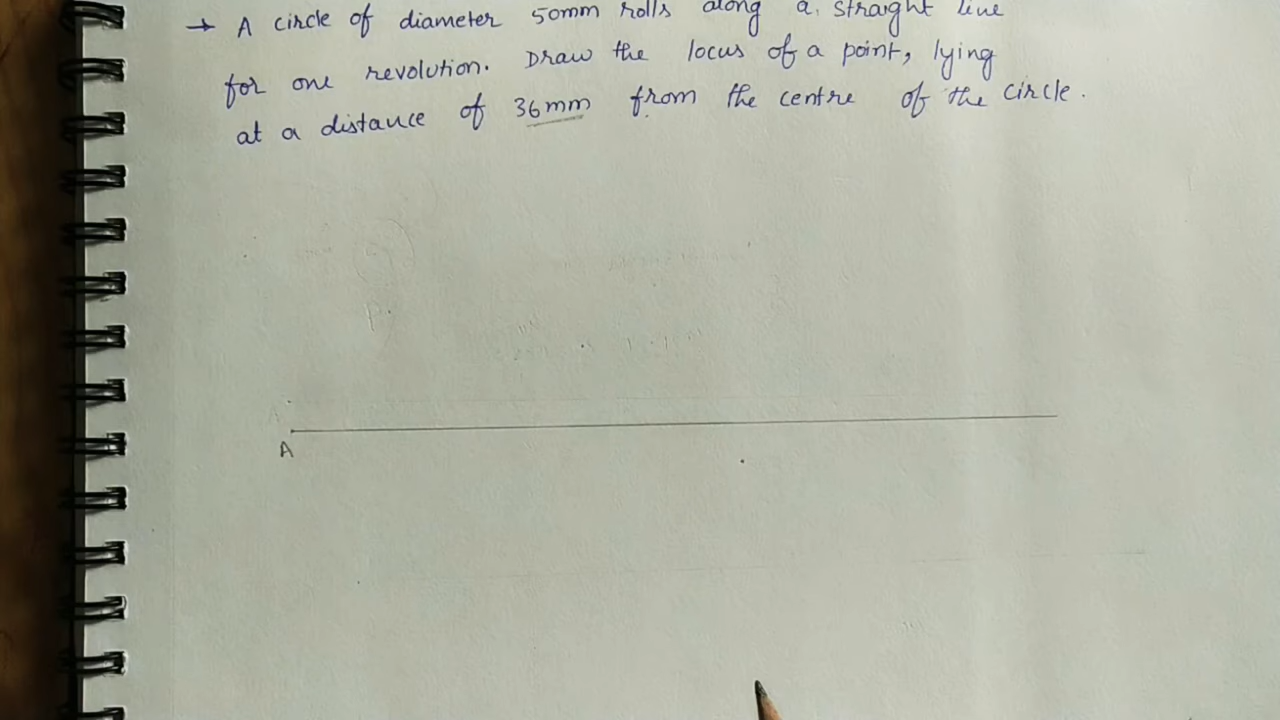 → A circle of diameter 50mm rolls along a straight line
for one revolution. Draw the locus of a point, lying
at a distance of 36mm from the centre of the circle.
A